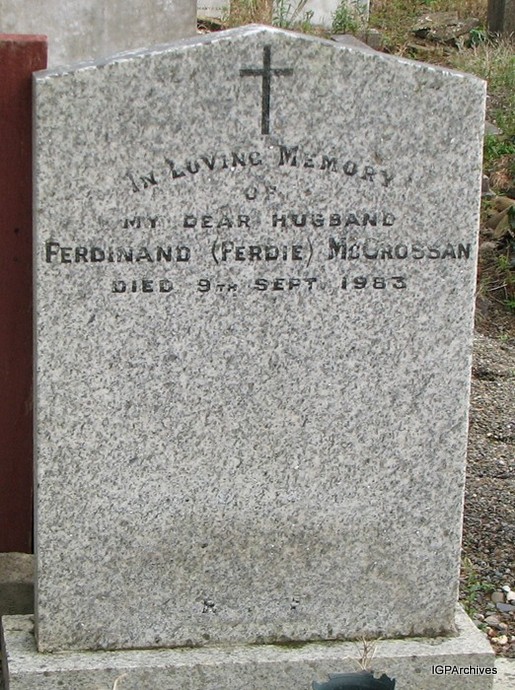 In Loving Memory
OF
MY DEAR HUSBAND
FERDINAND (FERDIE) McCROSSAN
DIED 9TH SEPT. 1983
IGPArchives